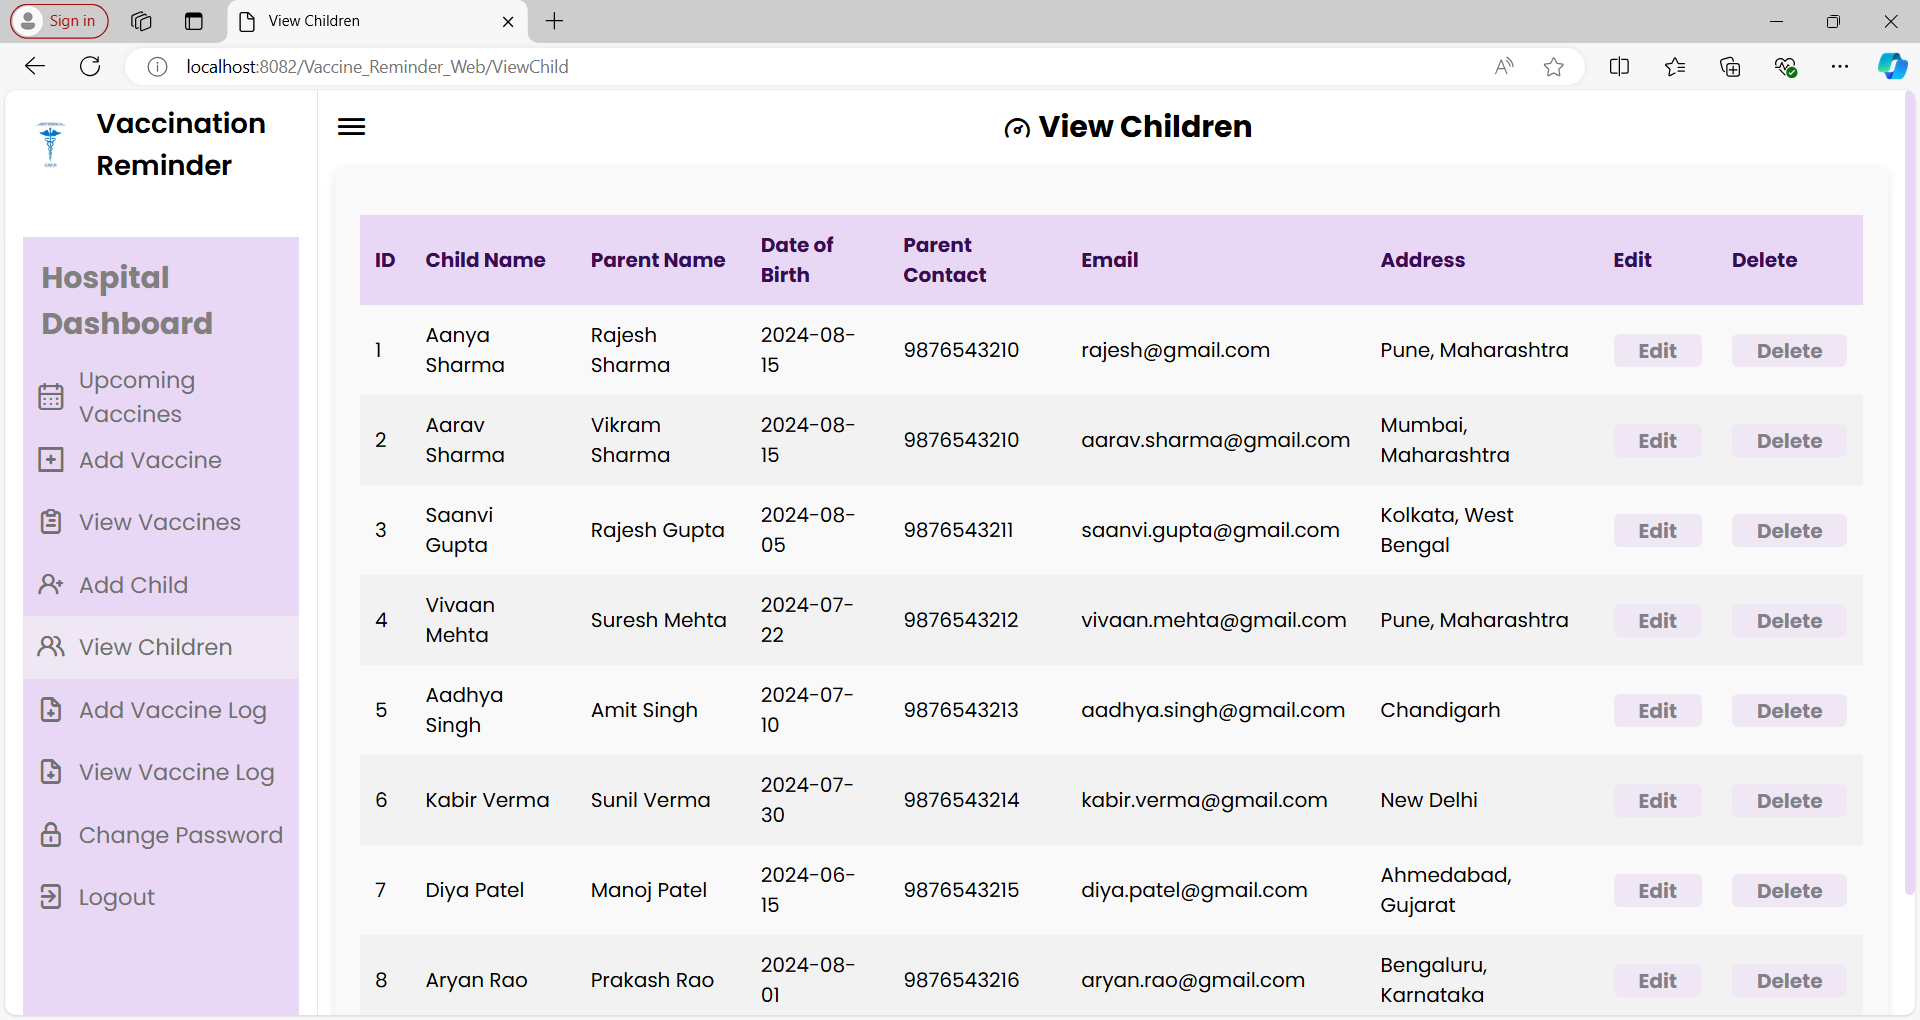 Sign in
View Children
localhost:8082/Vaccine_Reminder_Web/ViewChild
Vaccination
Reminder
View Children
Hospital
Dashboard
Upcoming
Vaccines
Add Vaccine
View Vaccines
Add Child
View Children
Add Vaccine Log
View Vaccine Log
Change Password
Logout
ID Child Name Parent Name Date of Birth Parent Contact Email Address Edit Delete
1 Aanya Sharma Rajesh Sharma 2024-08-15 9876543210 rajesh@gmail.com Pune, Maharashtra Edit Delete
2 Aarav Sharma Vikram Sharma 2024-08-15 9876543210 aarav.sharma@gmail.com Mumbai, Maharashtra Edit Delete
3 Saanvi Gupta Rajesh Gupta 2024-08-05 9876543211 saanvi.gupta@gmail.com Kolkata, West Bengal Edit Delete
4 Vivaan Mehta Suresh Mehta 2024-07-22 9876543212 vivaan.mehta@gmail.com Pune, Maharashtra Edit Delete
5 Aadhya Singh Amit Singh 2024-07-10 9876543213 aadhya.singh@gmail.com Chandigarh Edit Delete
6 Kabir Verma Sunil Verma 2024-07-30 9876543214 kabir.verma@gmail.com New Delhi Edit Delete
7 Diya Patel Manoj Patel 2024-06-15 9876543215 diya.patel@gmail.com Ahmedabad, Gujarat Edit Delete
8 Aryan Rao Prakash Rao 2024-08-01 9876543216 aryan.rao@gmail.com Bengaluru, Karnataka Edit Delete